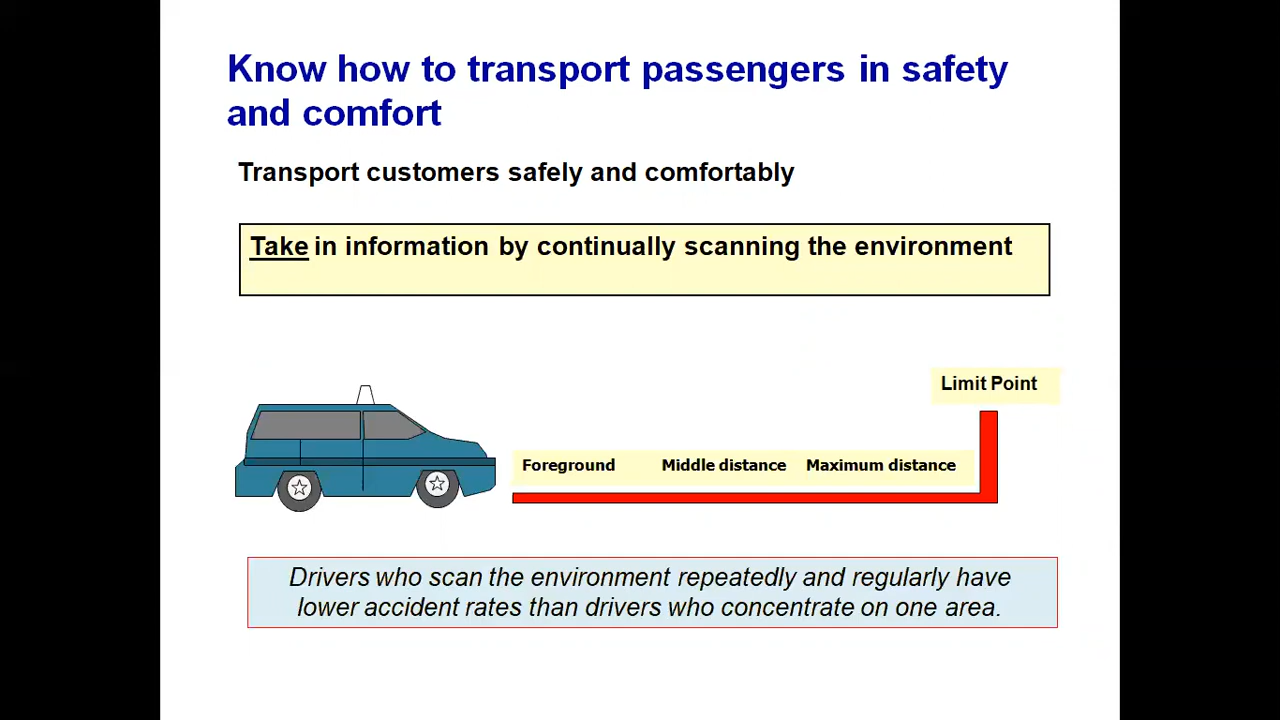 Know how to transport passengers in safety
and comfort
Transport customers safely and comfortably
Take in information by continually scanning the environment
Limit Point
Foreground Middle distance Maximum distance
Drivers who scan the environment repeatedly and regularly have
lower accident rates than drivers who concentrate on one area.